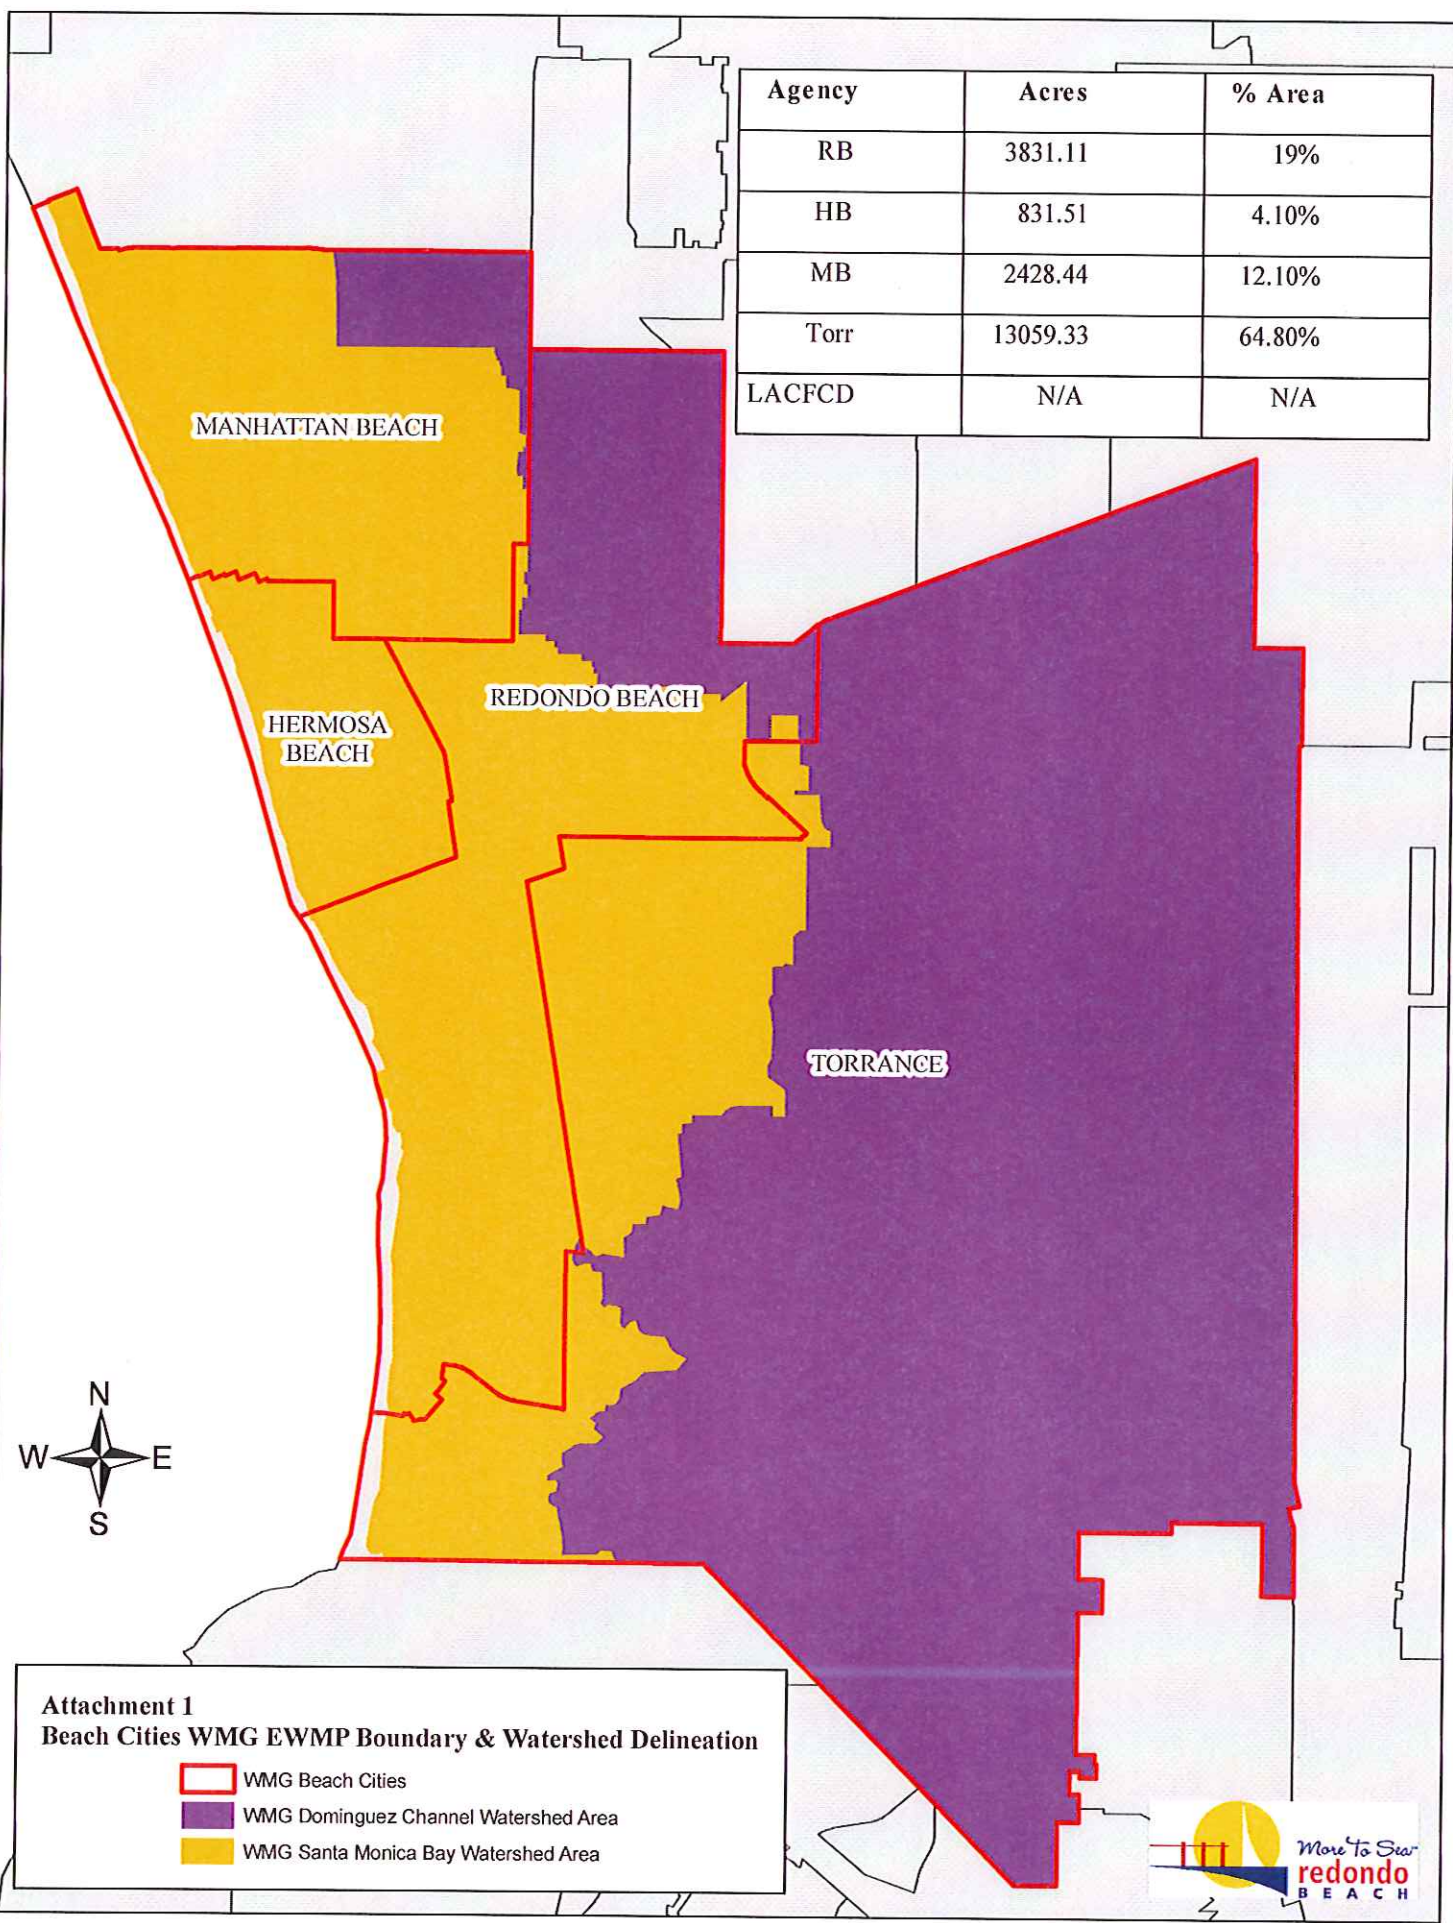 Agency Acres % Area
RB 3831.11 19%
HB 831.51 4.10%
MB 2428.44 12.10%
Torr 13059.33 64.80%
LACFCD N/A N/A
MANHATTAN BEACH
REDONDO BEACH
HERMOSA
BEACH
TORRANCE
N
W E
S
Attachment 1
Beach Cities WMG EWMP Boundary & Watershed Delineation
WMG Beach Cities
WMG Dominguez Channel Watershed Area
WMG Santa Monica Bay Watershed Area
More To Sea
redondo
BEACH